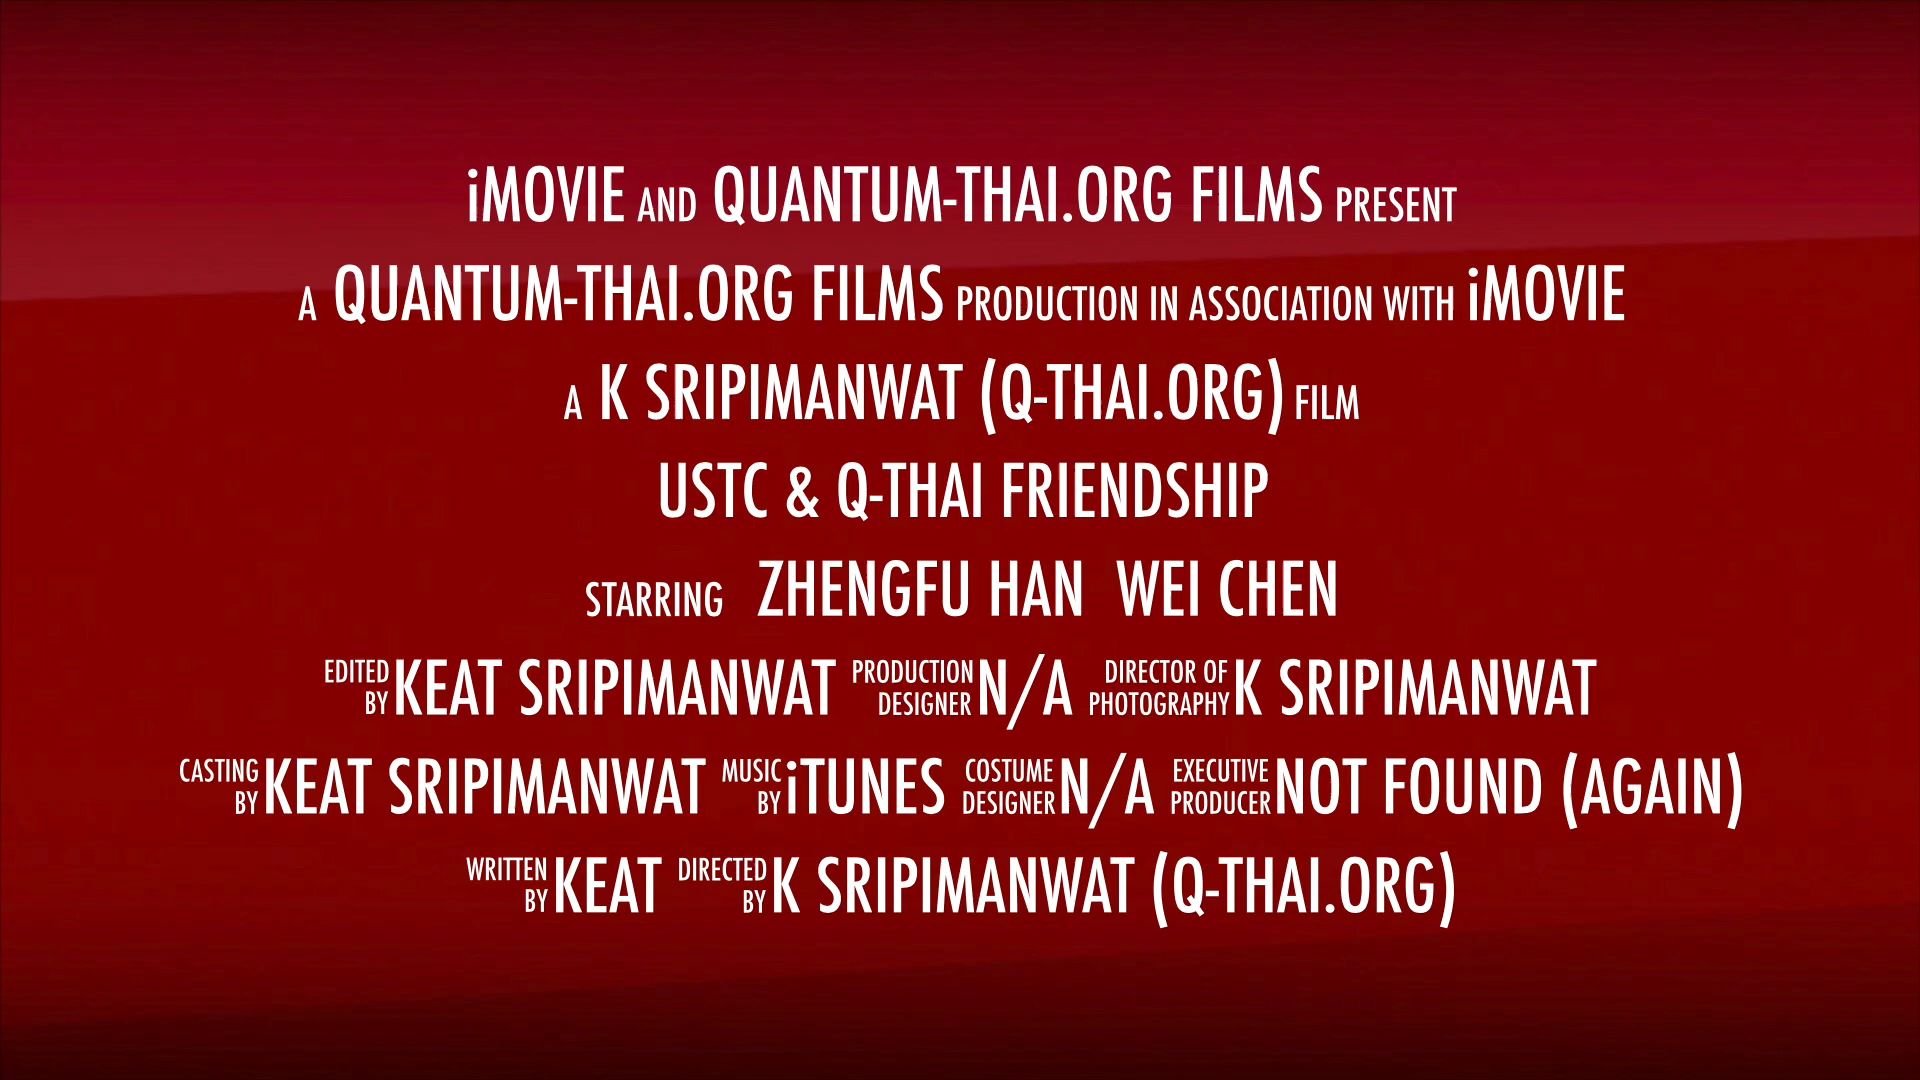 iMOVIE AND QUANTUM-THAI.ORG FILMS PRESENT
A QUANTUM-THAI.ORG FILMS PRODUCTION IN ASSOCIATION WITH iMOVIE
A K SRIPIMANWAT (Q-THAI.ORG) FILM
USTC & Q-THAI FRIENDSHIP
STARRING ZHENGFU HAN WEI CHEN
EDITED BY KEAT SRIPIMANWAT PRODUCTION DESIGNER N/A DIRECTOR OF PHOTOGRAPHY K SRIPIMANWAT
CASTING BY KEAT SRIPIMANWAT MUSIC BY iTUNES COSTUME DESIGNER N/A EXECUTIVE PRODUCER NOT FOUND (AGAIN)
WRITTEN BY KEAT DIRECTED BY K SRIPIMANWAT (Q-THAI.ORG)